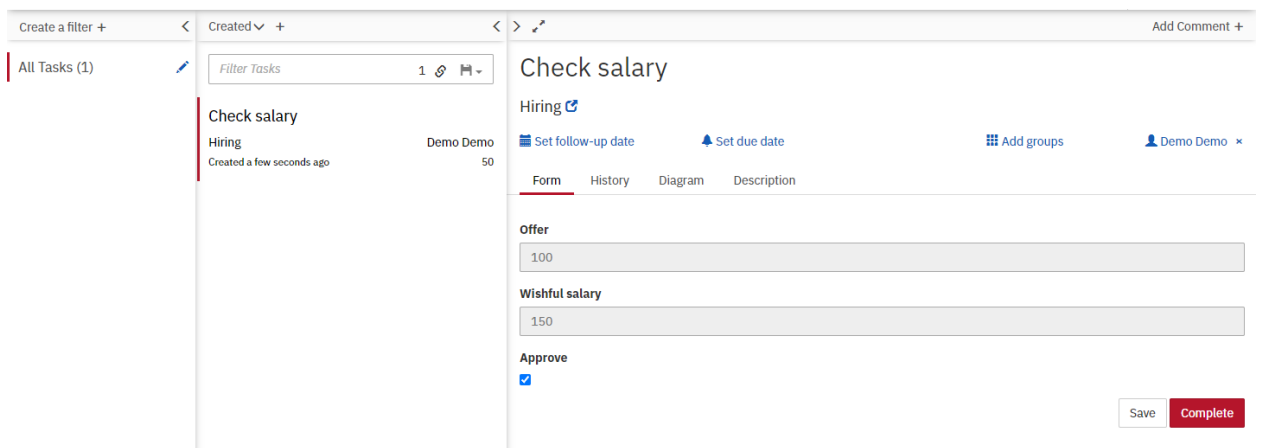 Create a filter +
Created +
Add Comment +
All Tasks (1)
Filter Tasks 1
Check salary
Hiring Demo Demo
Created a few seconds ago 50
Check salary
Hiring
Set follow-up date Set due date Add groups Demo Demo ×
Form History Diagram Description
Offer
100
Wishful salary
150
Approve
Save Complete